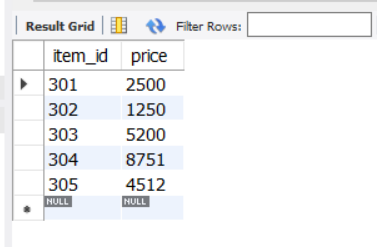 Result Grid Filter Rows:
item_id price
301 2500
302 1250
303 5200
304 8751
305 4512
NULL NULL